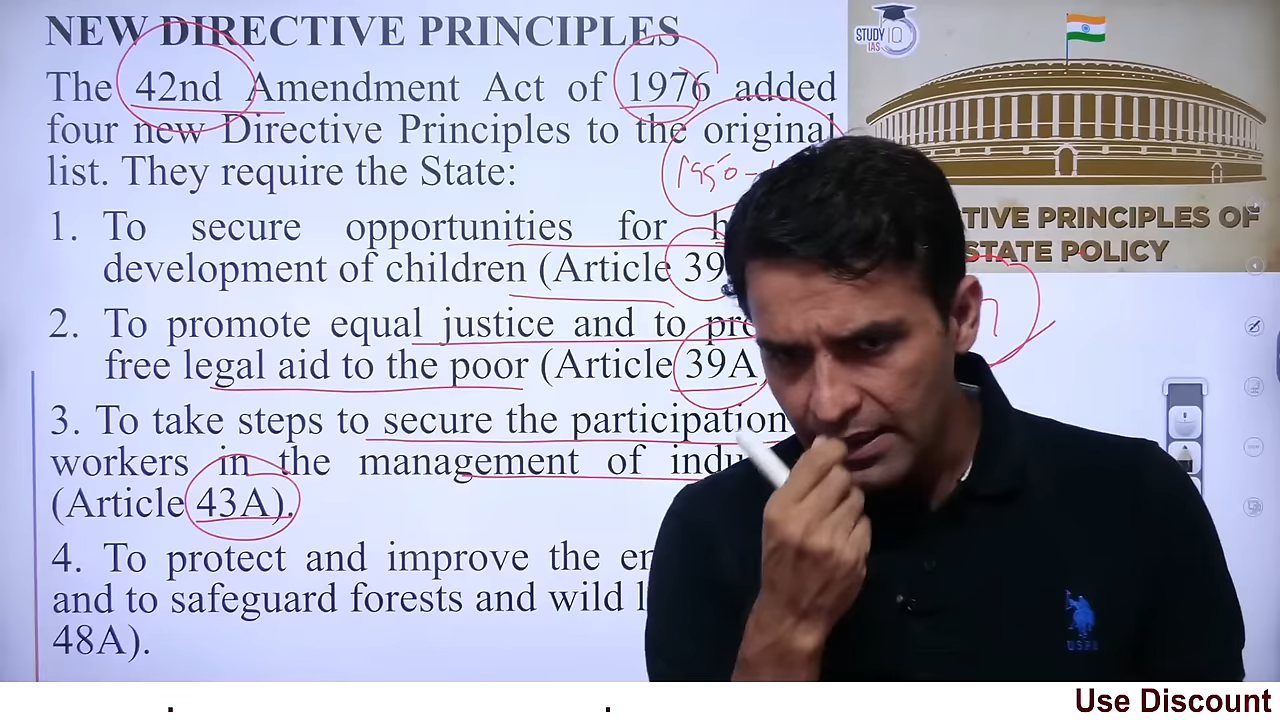 NEW DIRECTIVE PRINCIPLES
The 42nd Amendment Act of 1976 added
four new Directive Principles to the original
list. They require the State:
1950-
1. To secure opportunities for
development of children (Article 39
2. To promote equal justice and to
free legal aid to the poor (Article 39A
3. To take steps to secure the participation
workers in the management of
(Article 43A).
4. To protect and improve the
and to safeguard forests and wild
48A).
STUDY IQ
IAS
PRINCIPLES OF
STATE POLICY
USPA
Use Discount